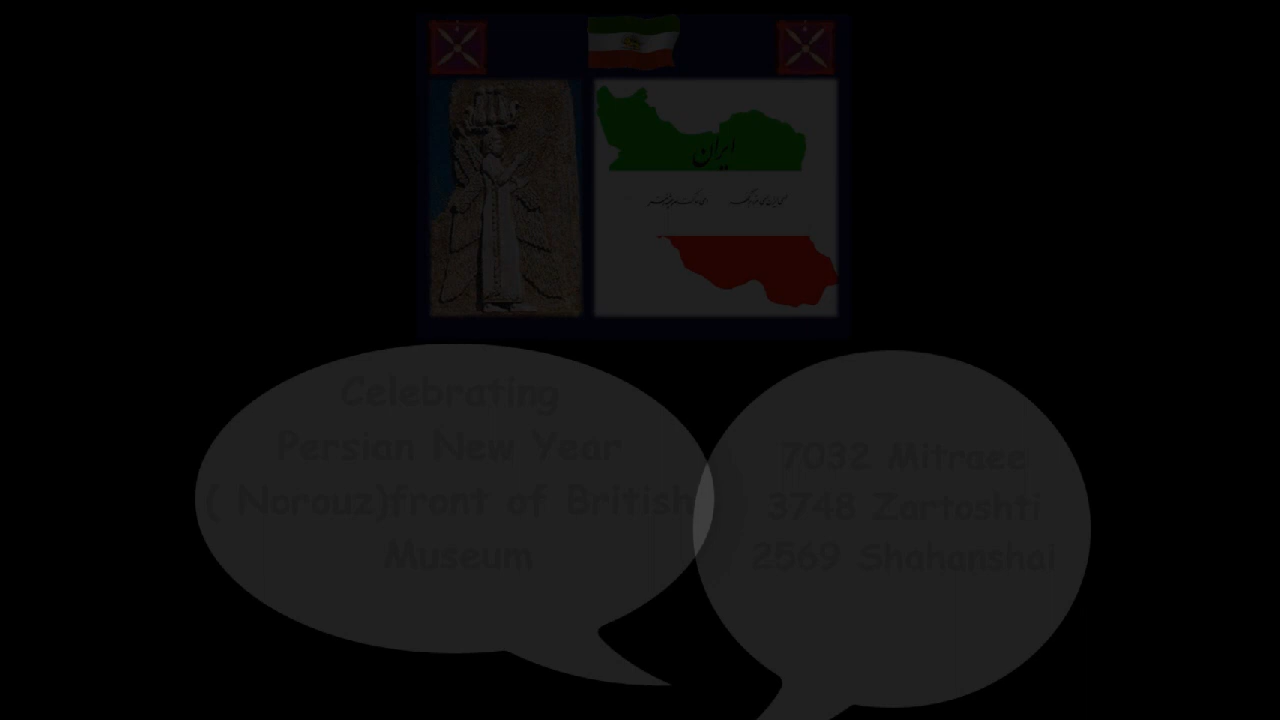 ایران
Celebrating
Persian New Year
( Norouz)front of British
Museum
7032 Mitraee
3748 Zartoshti
2569 Shahanshai